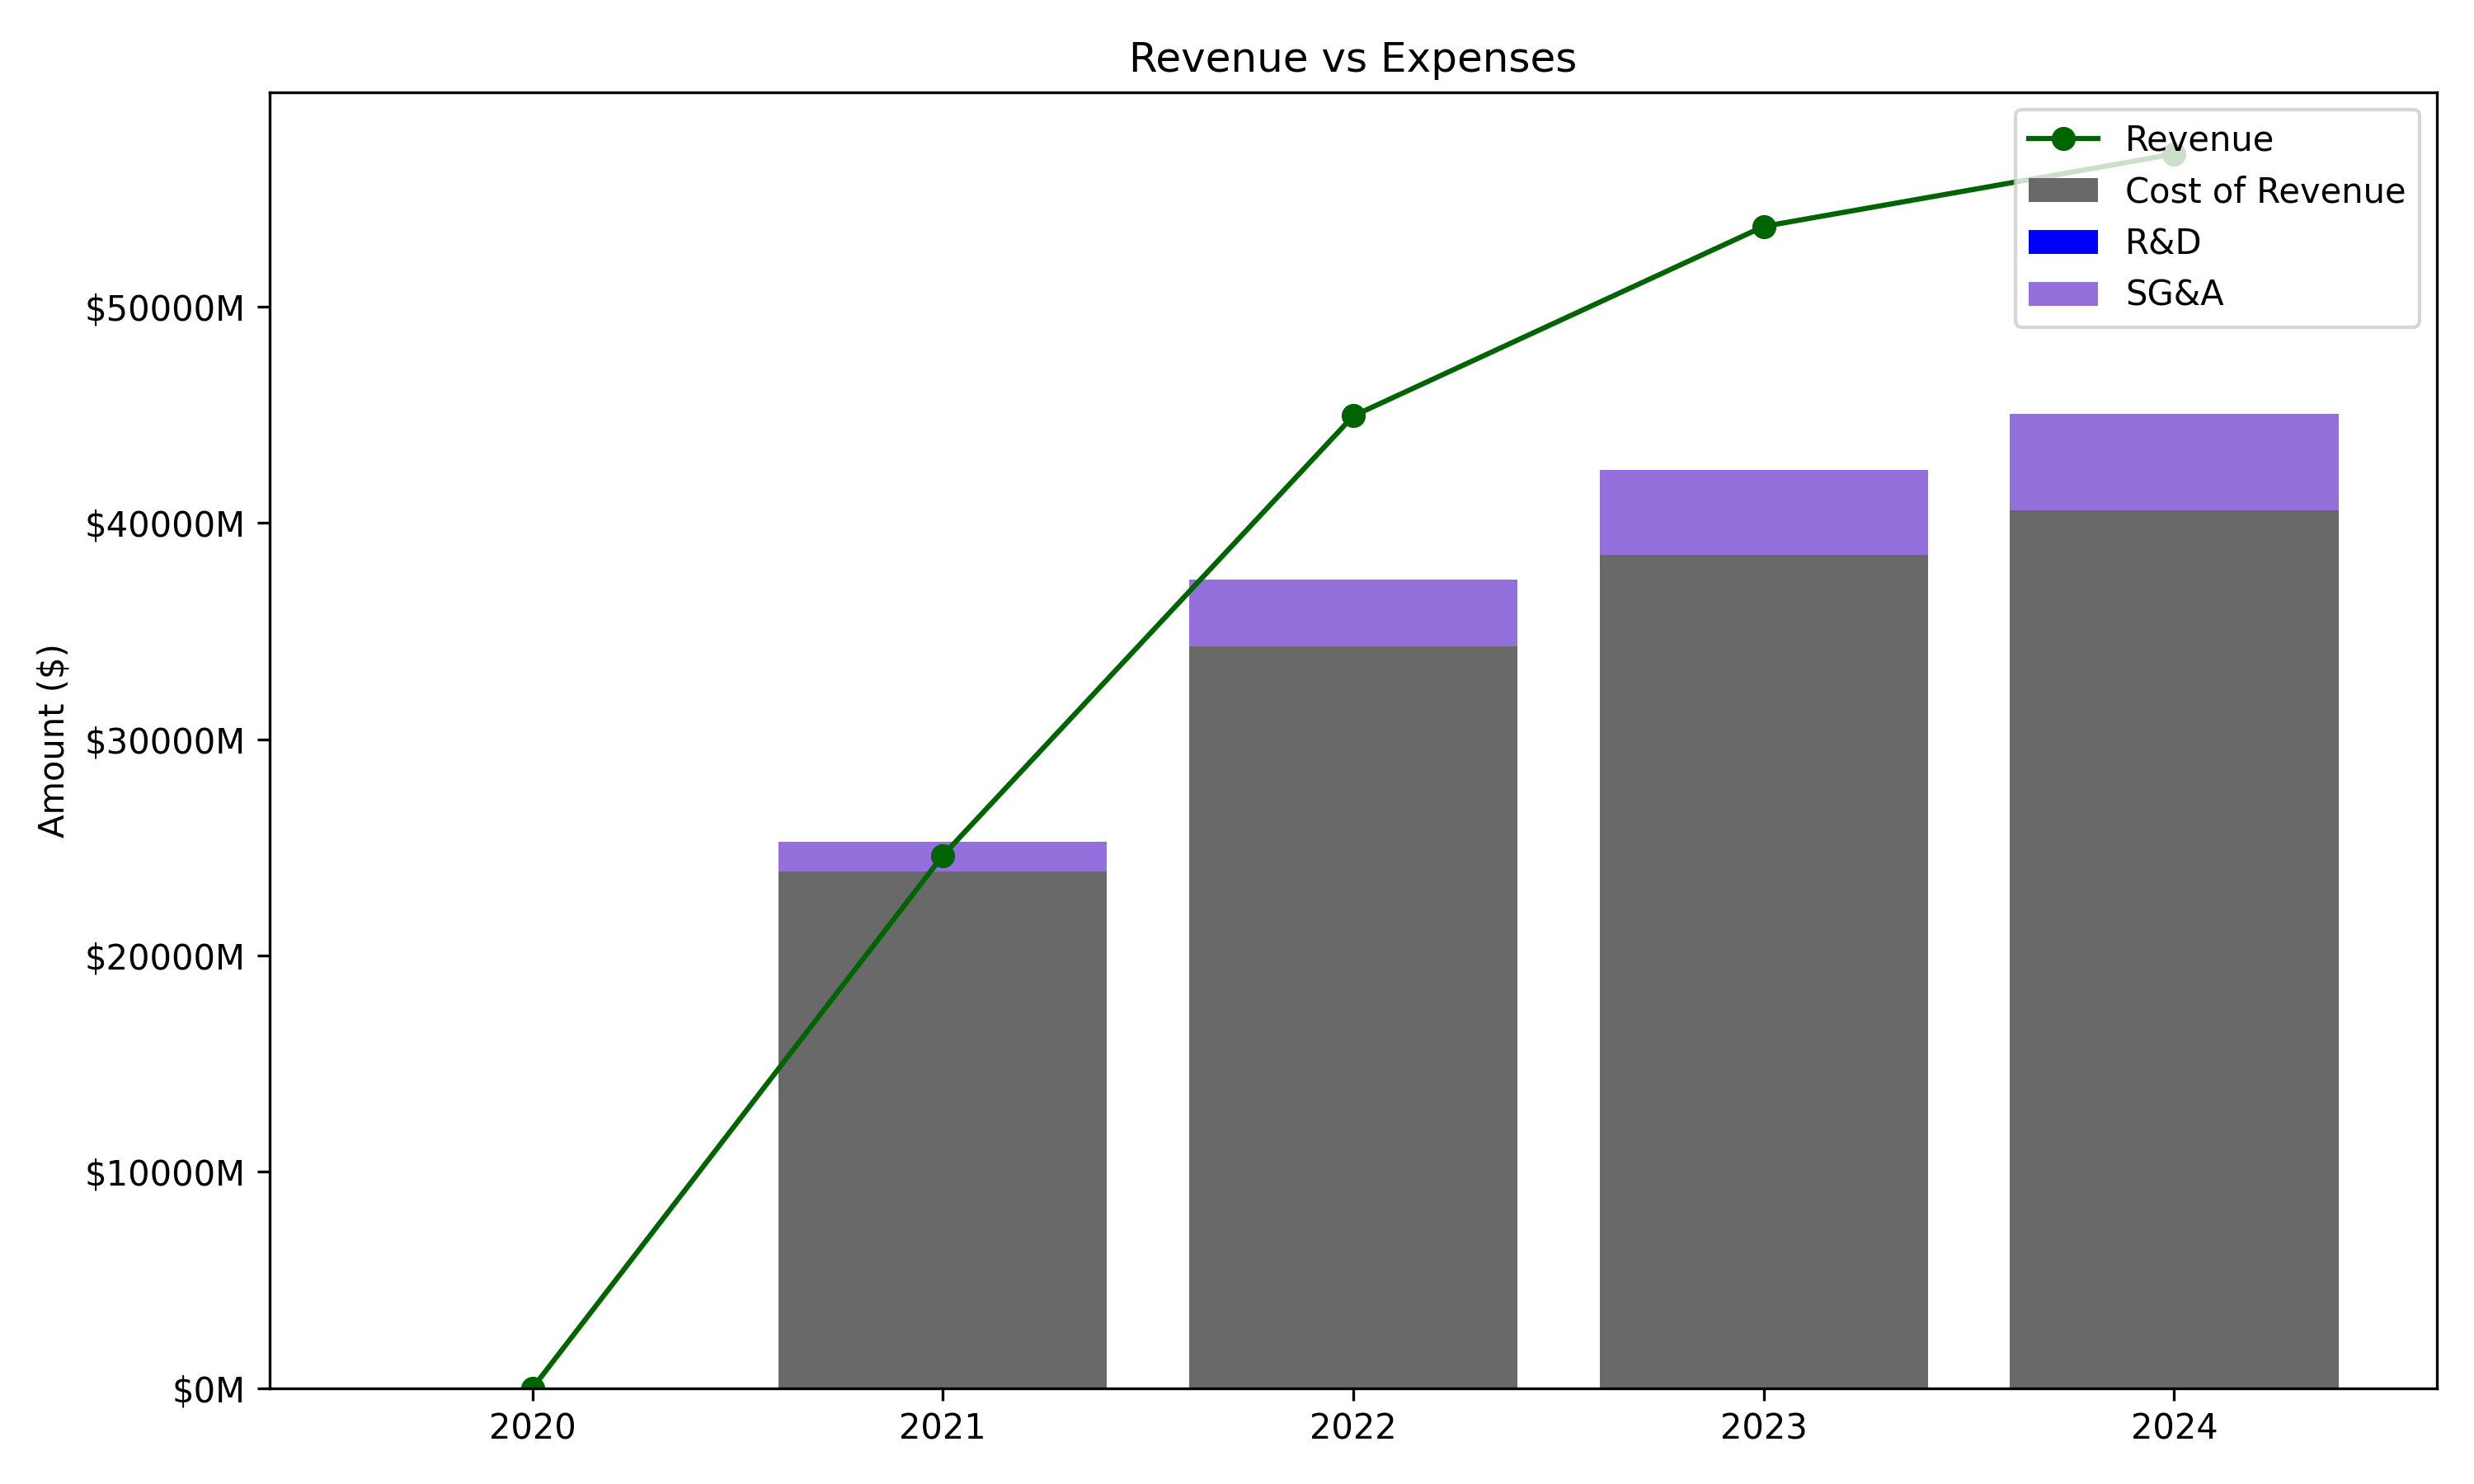 Revenue vs Expenses
Revenue
Cost of Revenue
R&D
SG&A
Amount ($)
$50000M
$40000M
$30000M
$20000M
$10000M
$0M
2020 2021 2022 2023 2024